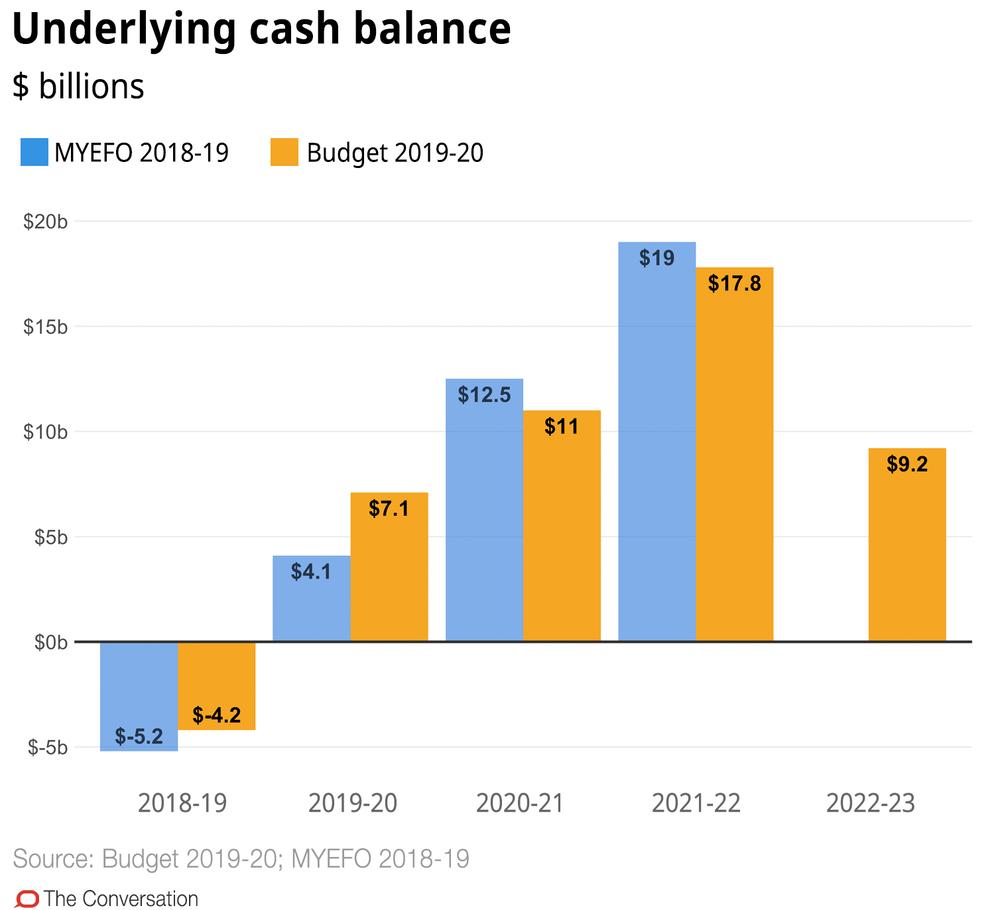 Underlying cash balance
$ billions
MYEFO 2018-19 Budget 2019-20
$20b
$19
$17.8
$15b
$12.5
$11
$10b
$9.2
$7.1
$5b
$4.1
$0b
$-4.2
$-5.2
$-5b
2018-19 2019-20 2020-21 2021-22 2022-23
Source: Budget 2019-20; MYEFO 2018-19
The Conversation